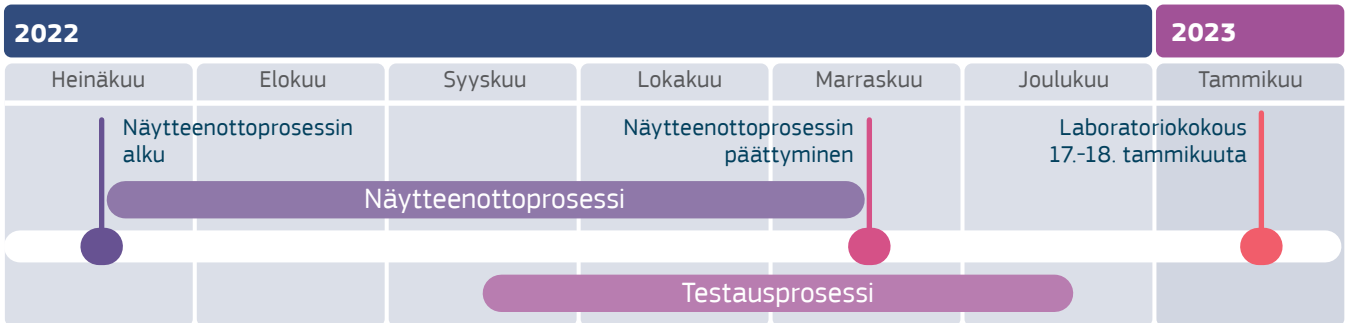 2022
2023
Heinäkuu
Elokuu
Syyskuu
Lokakuu
Marraskuu
Joulukuu
Tammikuu
Näytteenottoprosessin
alku
Näytteenottoprosessin
päättyminen
Laboratoriokokous
17.-18. tammikuuta
Näytteenottoprosessi
Testausprosessi